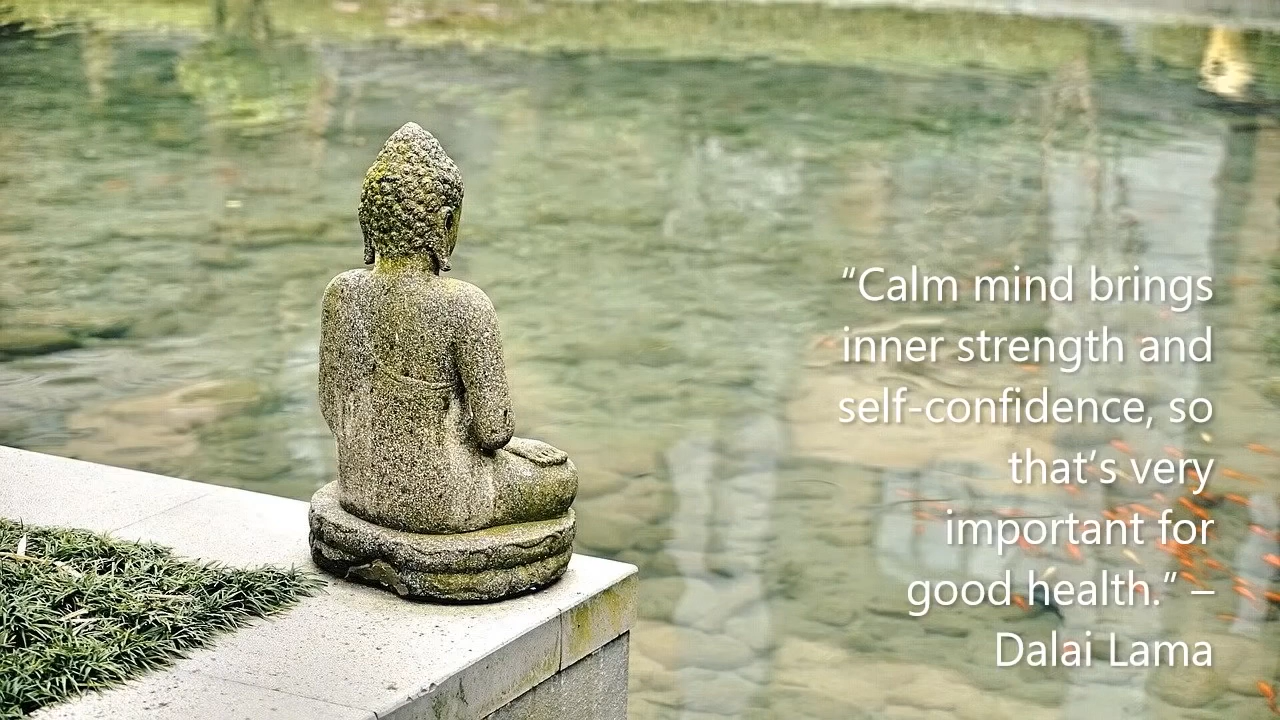 “Calm mind brings
inner strength and
self-confidence, so
that’s very
important for
good health.” –
Dalai Lama